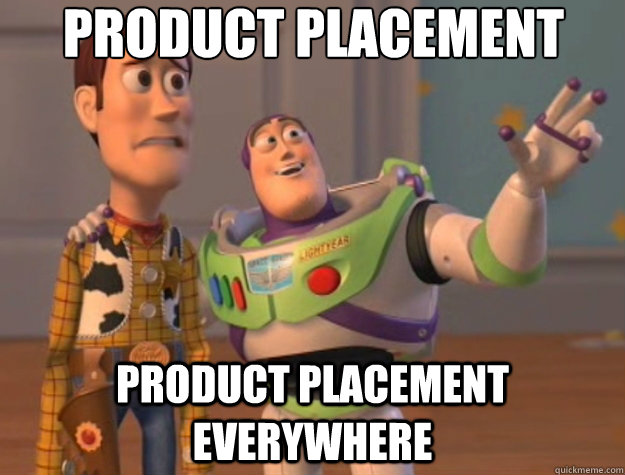 PRODUCT PLACEMENT
LIGHTYEAR
PRODUCT PLACEMENT
EVERYWHERE
quickmeme.com